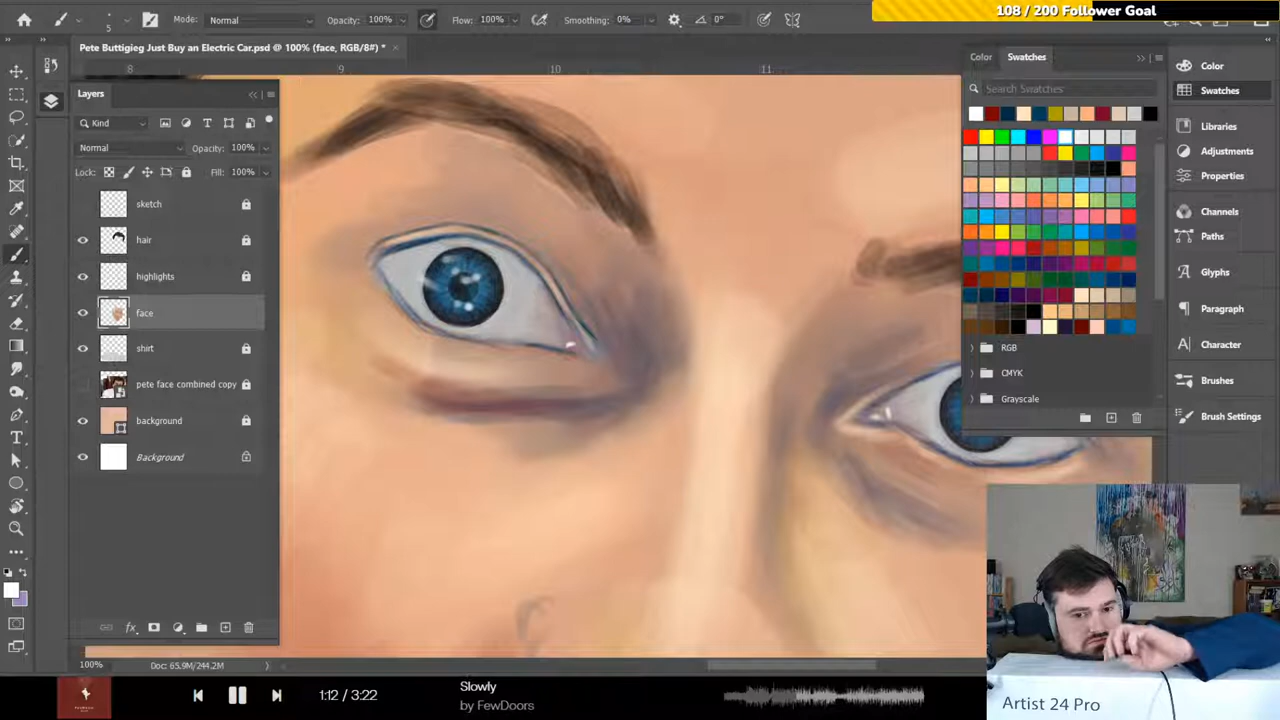 108 / 200 Follower Goal
5
Mode: Normal
Opacity: 100%
Flow: 100%
Smoothing: 0%
0°
Pete Buttigieg Just Buy an Electric Car.psd @ 100% (face, RGB/8#) *
8
9
10
11
Layers
Kind
Normal
Opacity: 100%
Lock:
Fill: 100%
sketch
hair
highlights
face
shirt
pete face combined copy
background
Background
fx
Color
Swatches
Search Swatches
RGB
CMYK
Grayscale
Color
Swatches
Libraries
Adjustments
Properties
Channels
Paths
Glyphs
Paragraph
Character
Brushes
Brush Settings
100%
Doc: 65.9M/244.2M
1:12 / 3:22
Slowly
by FewDoors
Artist 24 Pro